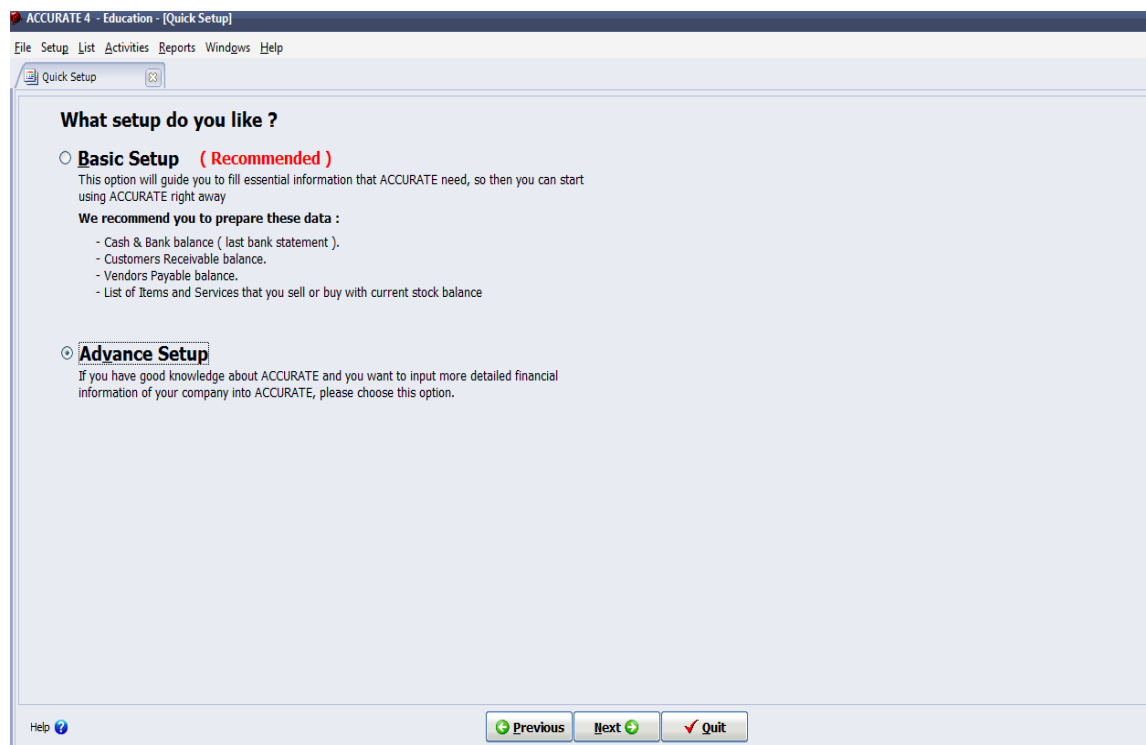 ACCURATE 4 - Education - [Quick Setup]
File Setup List Activities Reports Windows Help
Quick Setup
What setup do you like ?
Basic Setup ( Recommended )
This option will guide you to fill essential information that ACCURATE need, so then you can start
using ACCURATE right away
We recommend you to prepare these data :
- Cash & Bank balance ( last bank statement ).
- Customers Receivable balance.
- Vendors Payable balance.
- List of Items and Services that you sell or buy with current stock balance
Advance Setup
If you have good knowledge about ACCURATE and you want to input more detailed financial
information of your company into ACCURATE, please choose this option.
Help Previous Next Quit